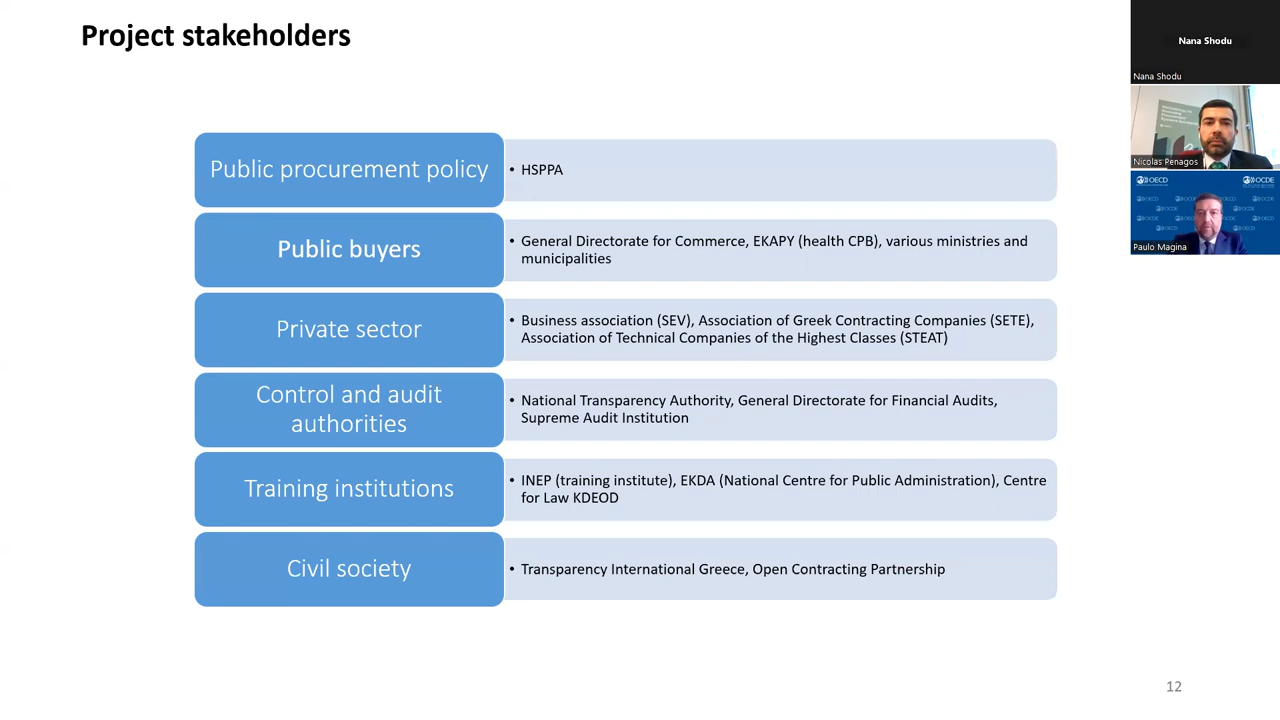 Project stakeholders
Public procurement policy
• HSPPA
Public buyers
• General Directorate for Commerce, EKAPY (health CPB), various ministries and
municipalities
Private sector
• Business association (SEV), Association of Greek Contracting Companies (SETE),
Association of Technical Companies of the Highest Classes (STEAT)
Control and audit
authorities
• National Transparency Authority, General Directorate for Financial Audits,
Supreme Audit Institution
Training institutions
• INEP (training institute), EKDA (National Centre for Public Administration), Centre
for Law KDEOD
Civil society
• Transparency International Greece, Open Contracting Partnership
12
Nana Shodu
Nana Shodu
Nicolas Penagos
OECD
OCDE
Paulo Magina